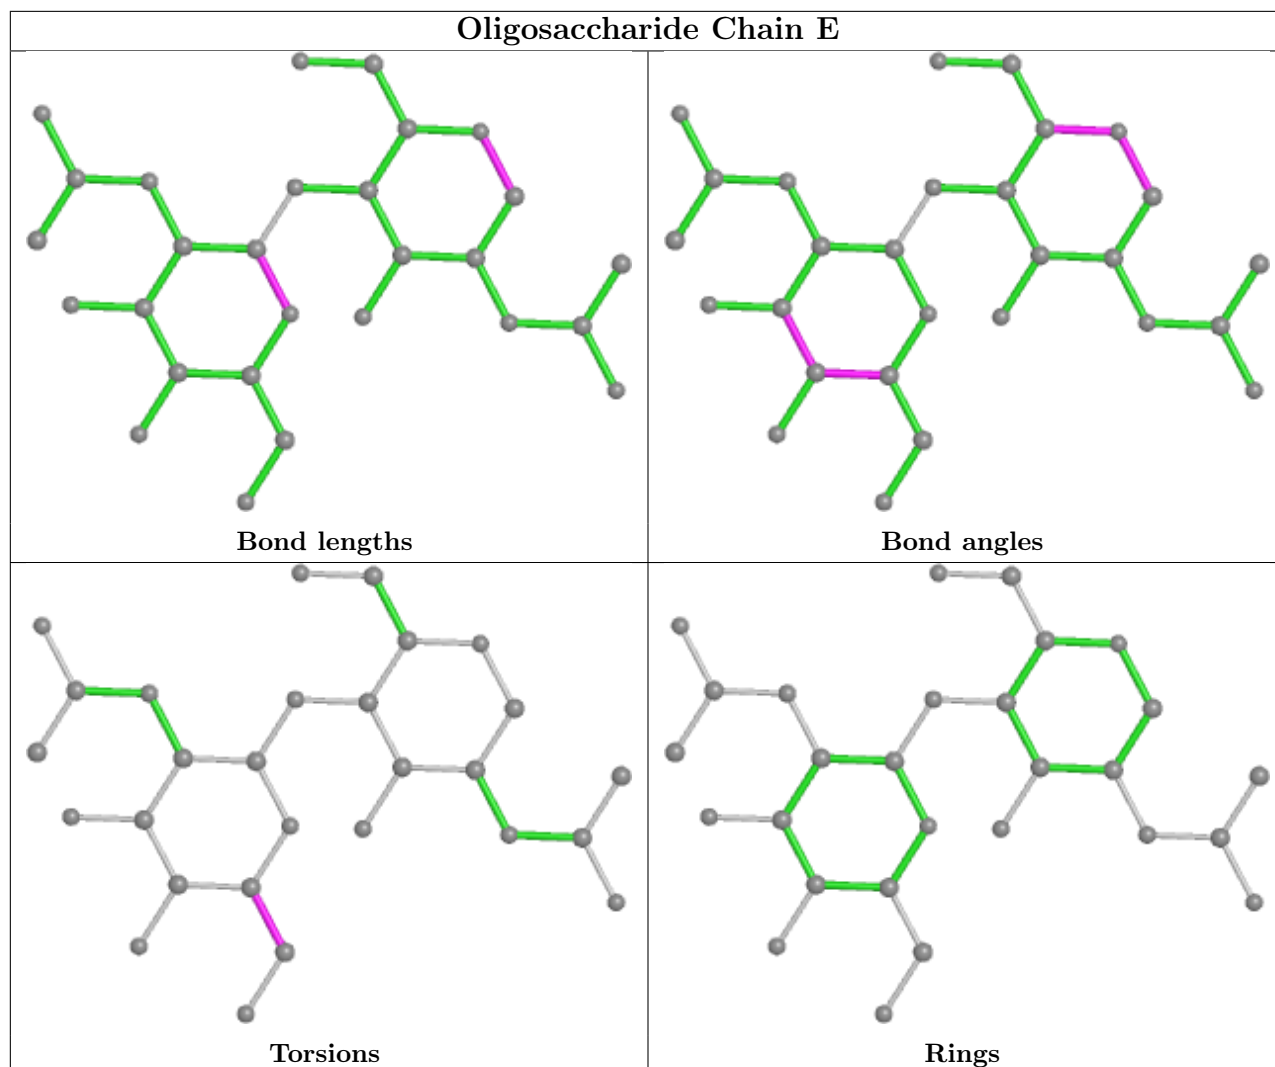 Oligosaccharide Chain E
Bond lengths
Bond angles
Torsions
Rings